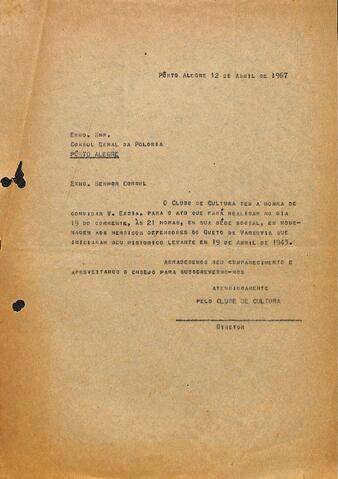 PÔRTO ALEGRE 12 DE ABRIL DE 1967
EXMO. SNR.
CONSUL GERAL DA POLONIA
PÔRTO ALEGRE
EXMO. SENHOR CONSUL
O CLUBE DE CULTURA TEM A HONRA DE
CONVIDAR V. EXCIA. PARA O ATO QUE FARÁ REALIZAR NO DIA
19 DO CORRENTE, ÀS 21 HORAS, EM SUA SÉDE SOCIAL, EM HOME-
NAGEM AOS HEROICOS DEFENSORES DO GUETO DE VARSOVIA QUE
INICIARAM SEU HISTORICO LEVANTE EM 19 DE ABRIL DE 1943.
AGRADECEMOS SEU COMPARECIMENTO E
APROVEITANDO O ENSEJO PARA SUBSCREVERMO-NOS
ATENCIOSAMENTE
PELO CLUBE DE CULTURA
DIRETOR